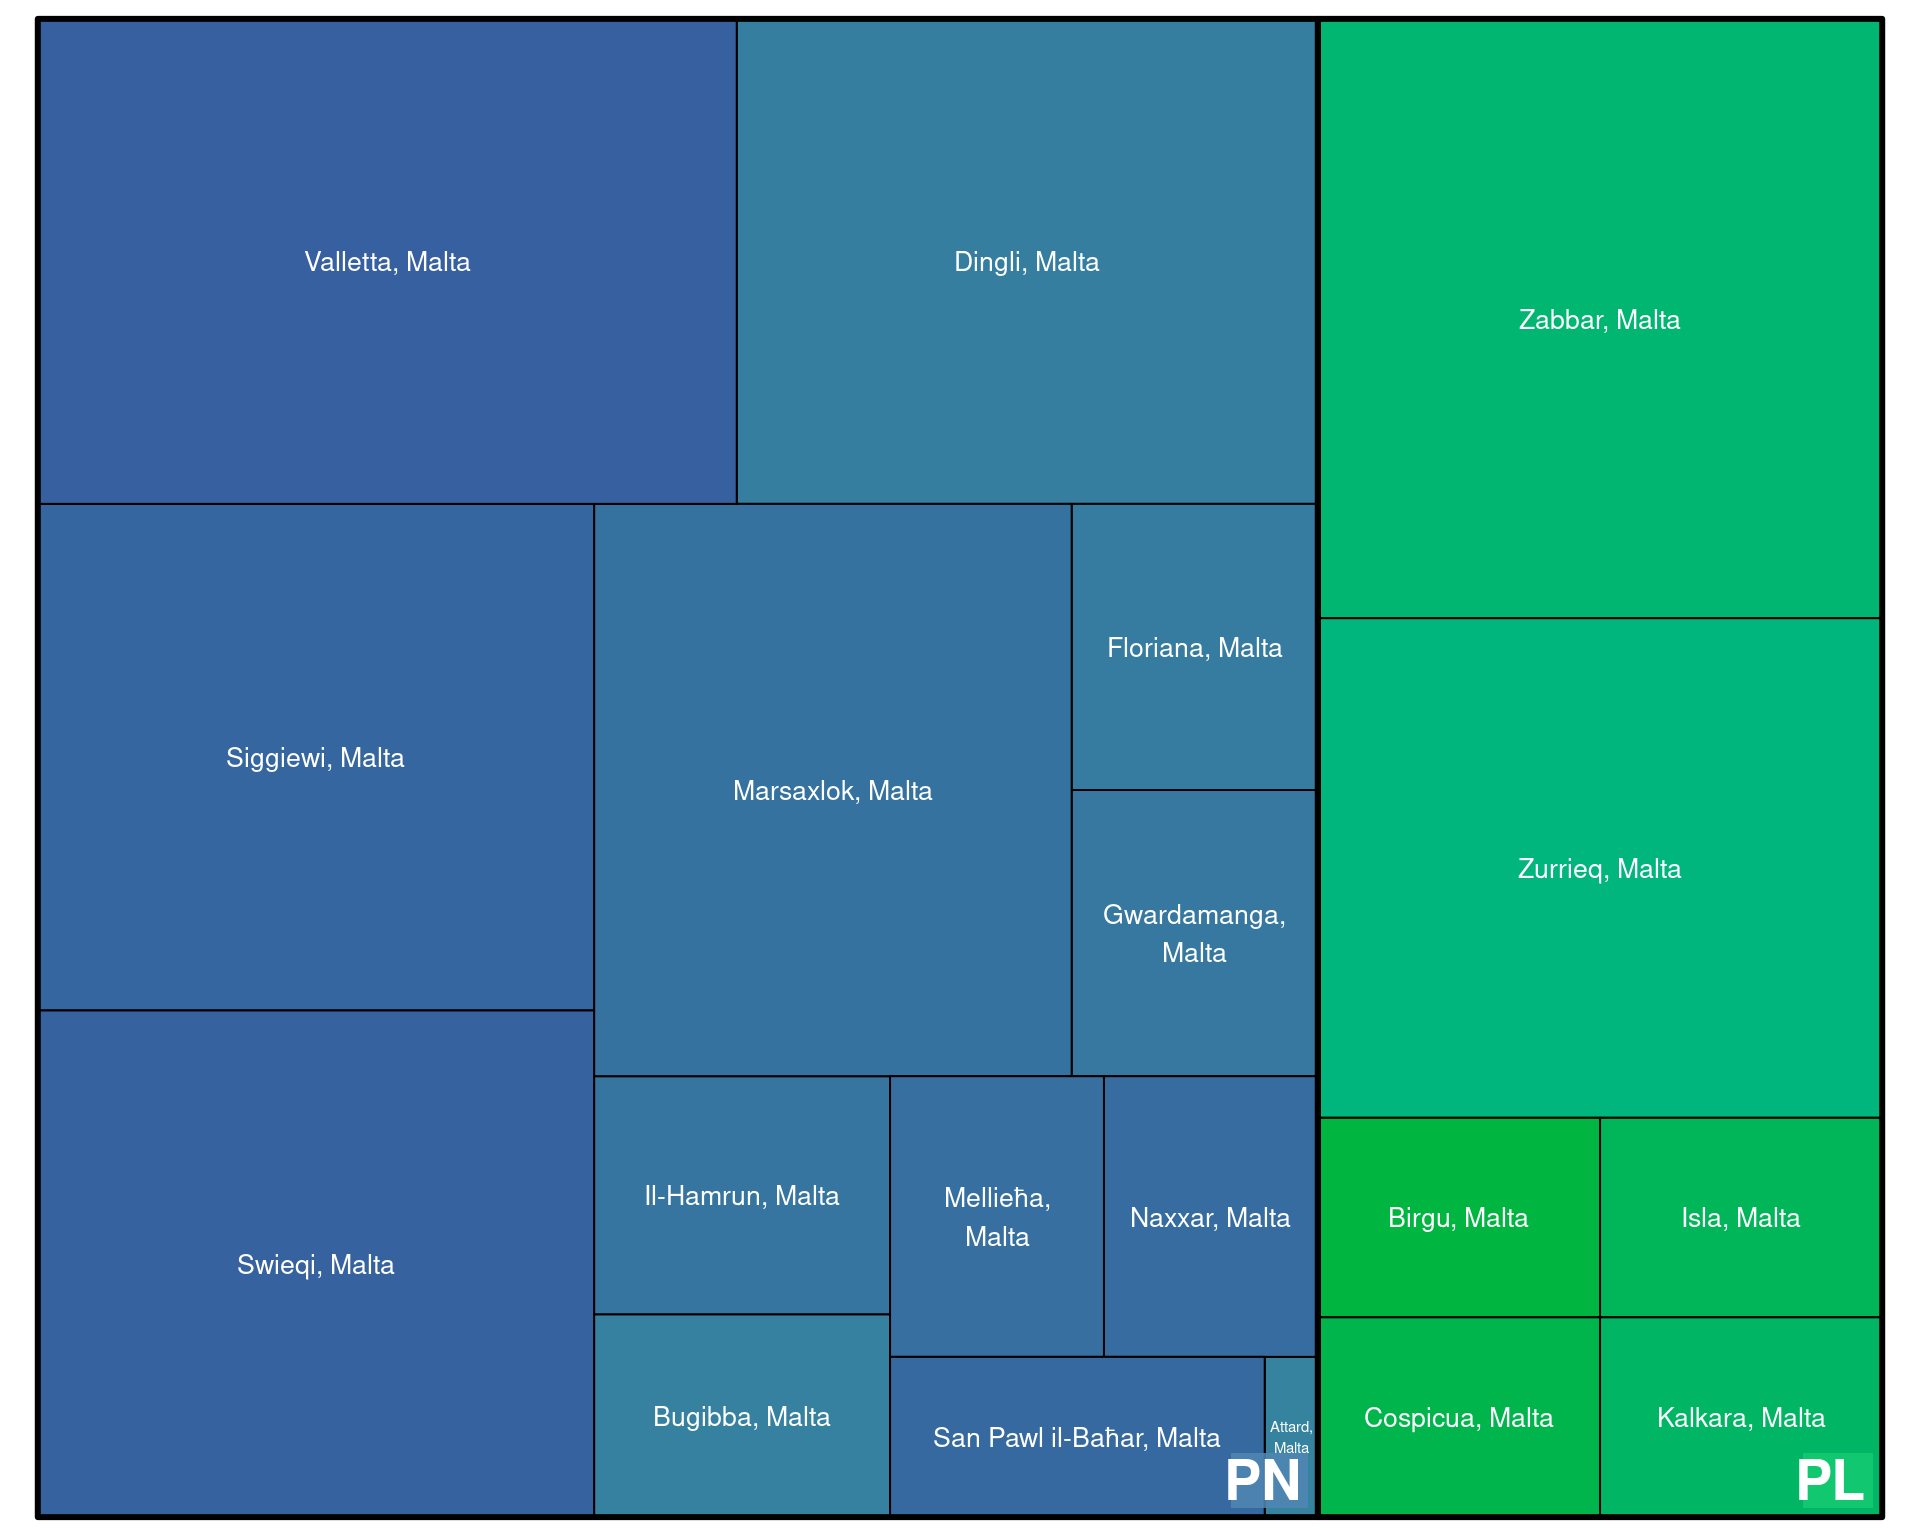 Valletta, Malta
Dingli, Malta
Zabbar, Malta
Siggiewi, Malta
Marsaxlok, Malta
Floriana, Malta
Gwardamanga,
Malta
Zurrieq, Malta
Swieqi, Malta
Il-Hamrun, Malta
Mellieħa,
Malta
Naxxar, Malta
Birgu, Malta
Isla, Malta
Bugibba, Malta
San Pawl il-Baħar, Malta
Attard,
Malta
Cospicua, Malta
Kalkara, Malta
PN
PL